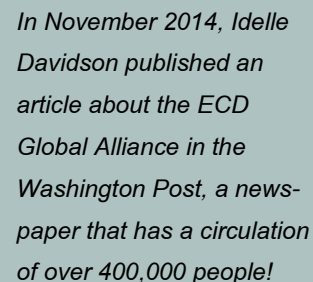 In November 2014, Idelle
Davidson published an
article about the ECD
Global Alliance in the
Washington Post, a news-
paper that has a circulation
of over 400,000 people!